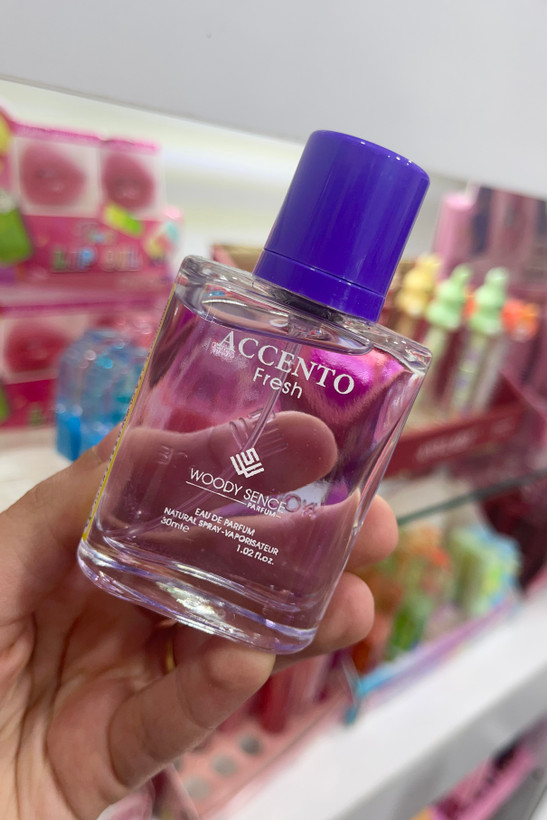 ACCENTO
Fresh
WOODY SENCE
PARFUM
EAU DE PARFUM
NATURAL SPRAY-VAPORISATEUR
30ml e
1.02 fl.oz.